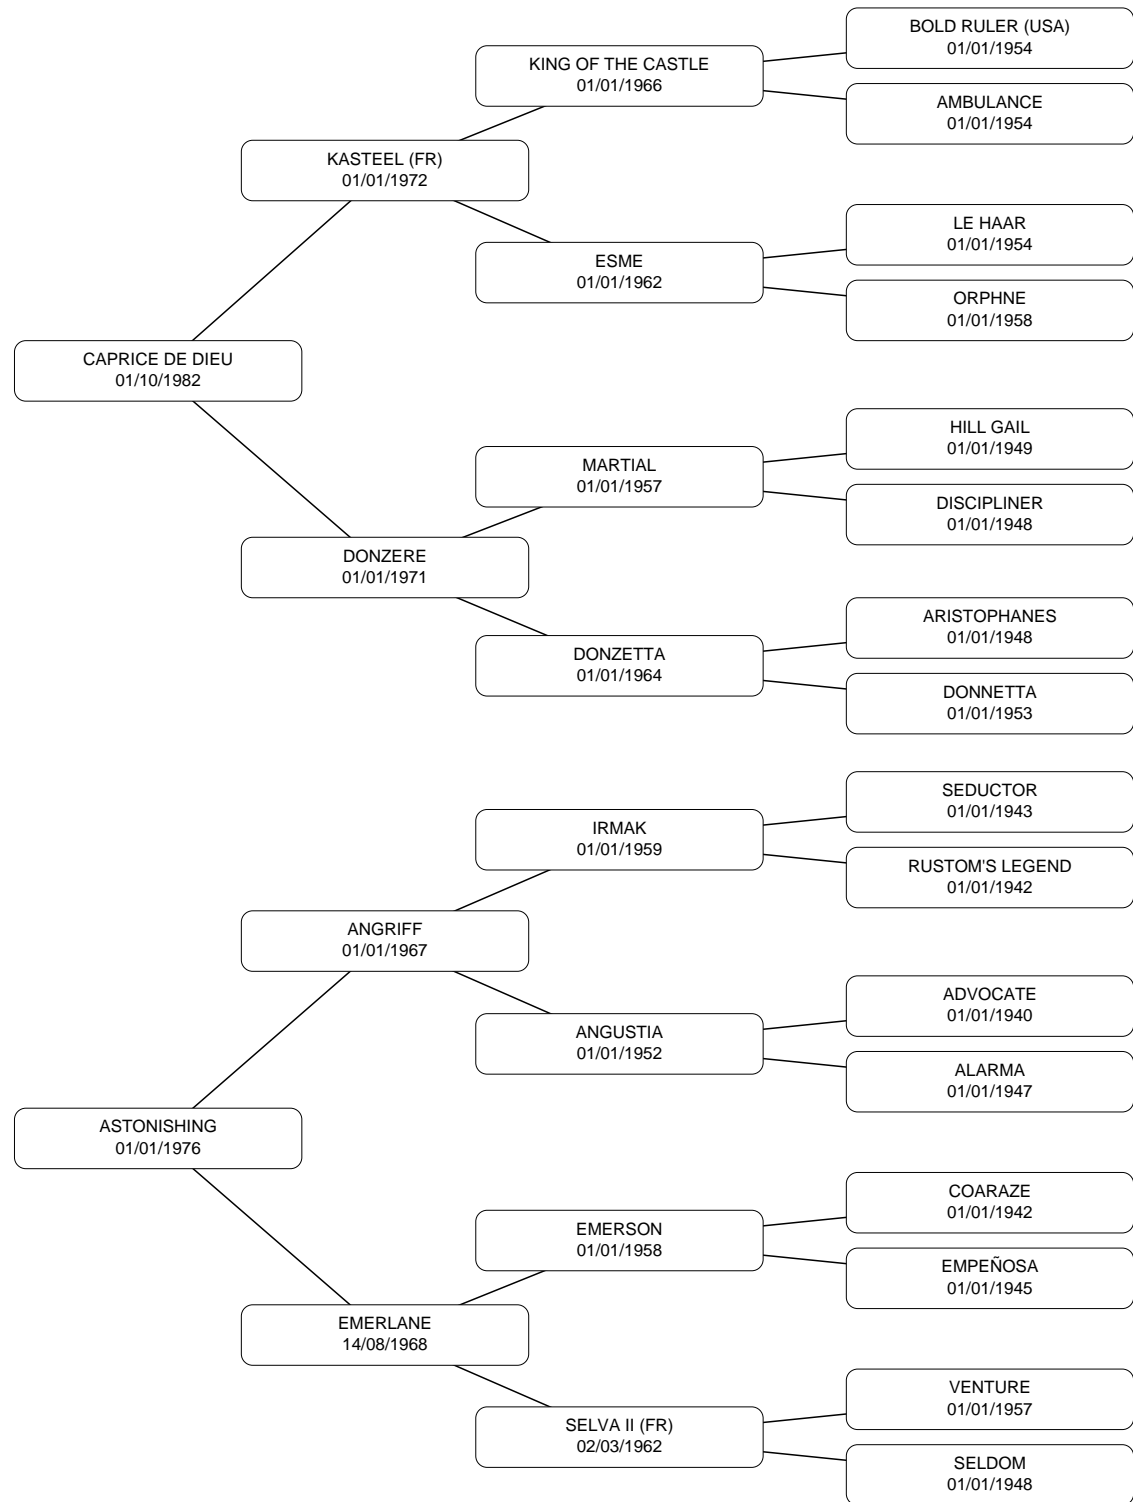 BOLD RULER (USA)
01/01/1954
KING OF THE CASTLE
01/01/1966
AMBULANCE
01/01/1954
KASTEEL (FR)
01/01/1972
LE HAAR
01/01/1954
ESME
01/01/1962
ORPHNE
01/01/1958
CAPRICE DE DIEU
01/10/1982
HILL GAIL
01/01/1949
MARTIAL
01/01/1957
DISCIPLINER
01/01/1948
DONZERE
01/01/1971
ARISTOPHANES
01/01/1948
DONZETTA
01/01/1964
DONNETTA
01/01/1953
SEDUCTOR
01/01/1943
IRMAK
01/01/1959
RUSTOM'S LEGEND
01/01/1942
ANGRIFF
01/01/1967
ADVOCATE
01/01/1940
ANGUSTIA
01/01/1952
ALARMA
01/01/1947
ASTONISHING
01/01/1976
COARAZE
01/01/1942
EMERSON
01/01/1958
EMPEÑOSA
01/01/1945
EMERLANE
14/08/1968
VENTURE
01/01/1957
SELVA II (FR)
02/03/1962
SELDOM
01/01/1948